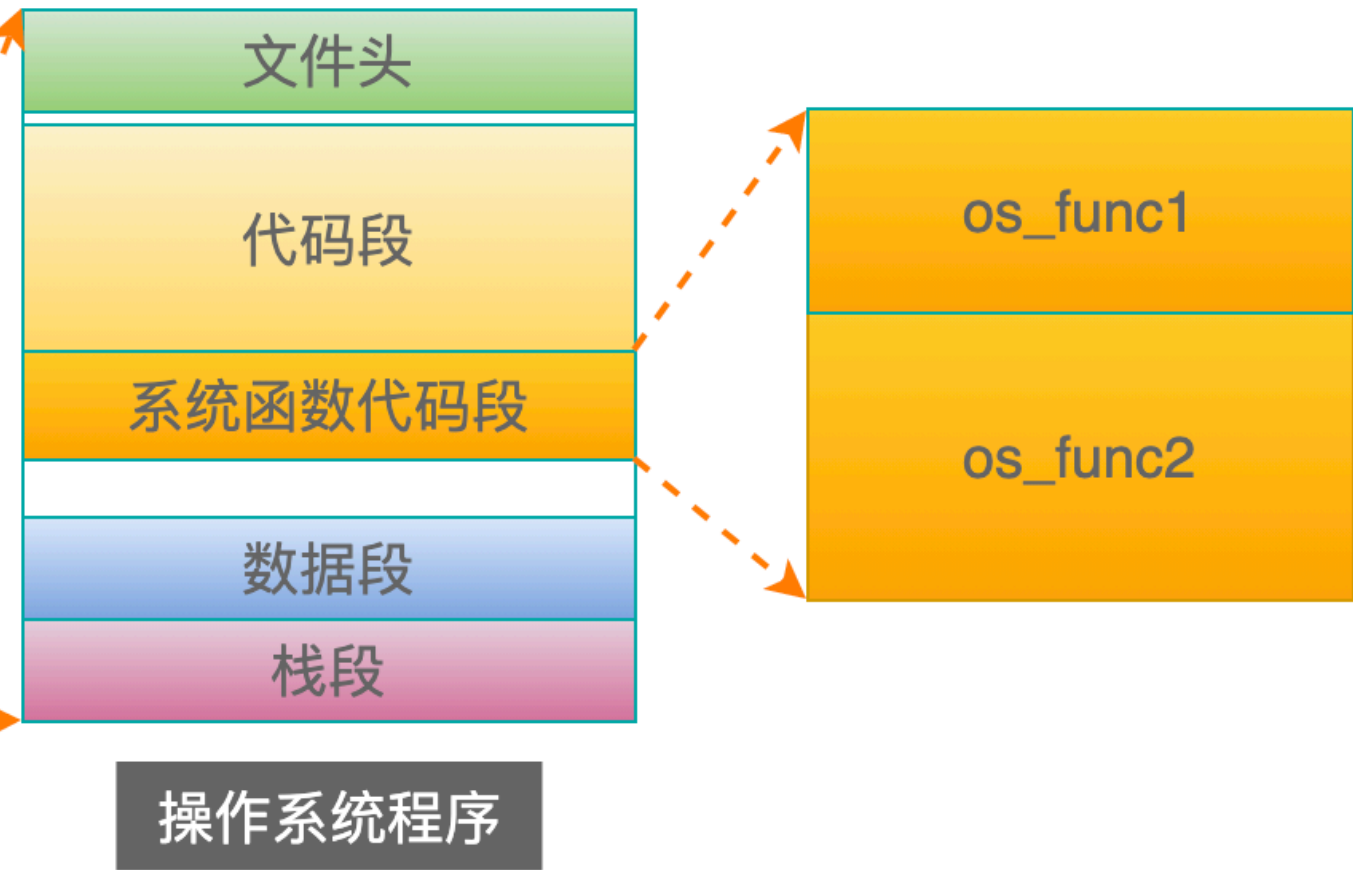 文件头
代码段
系统函数代码段
数据段
栈段
操作系统程序
os_func1
os_func2